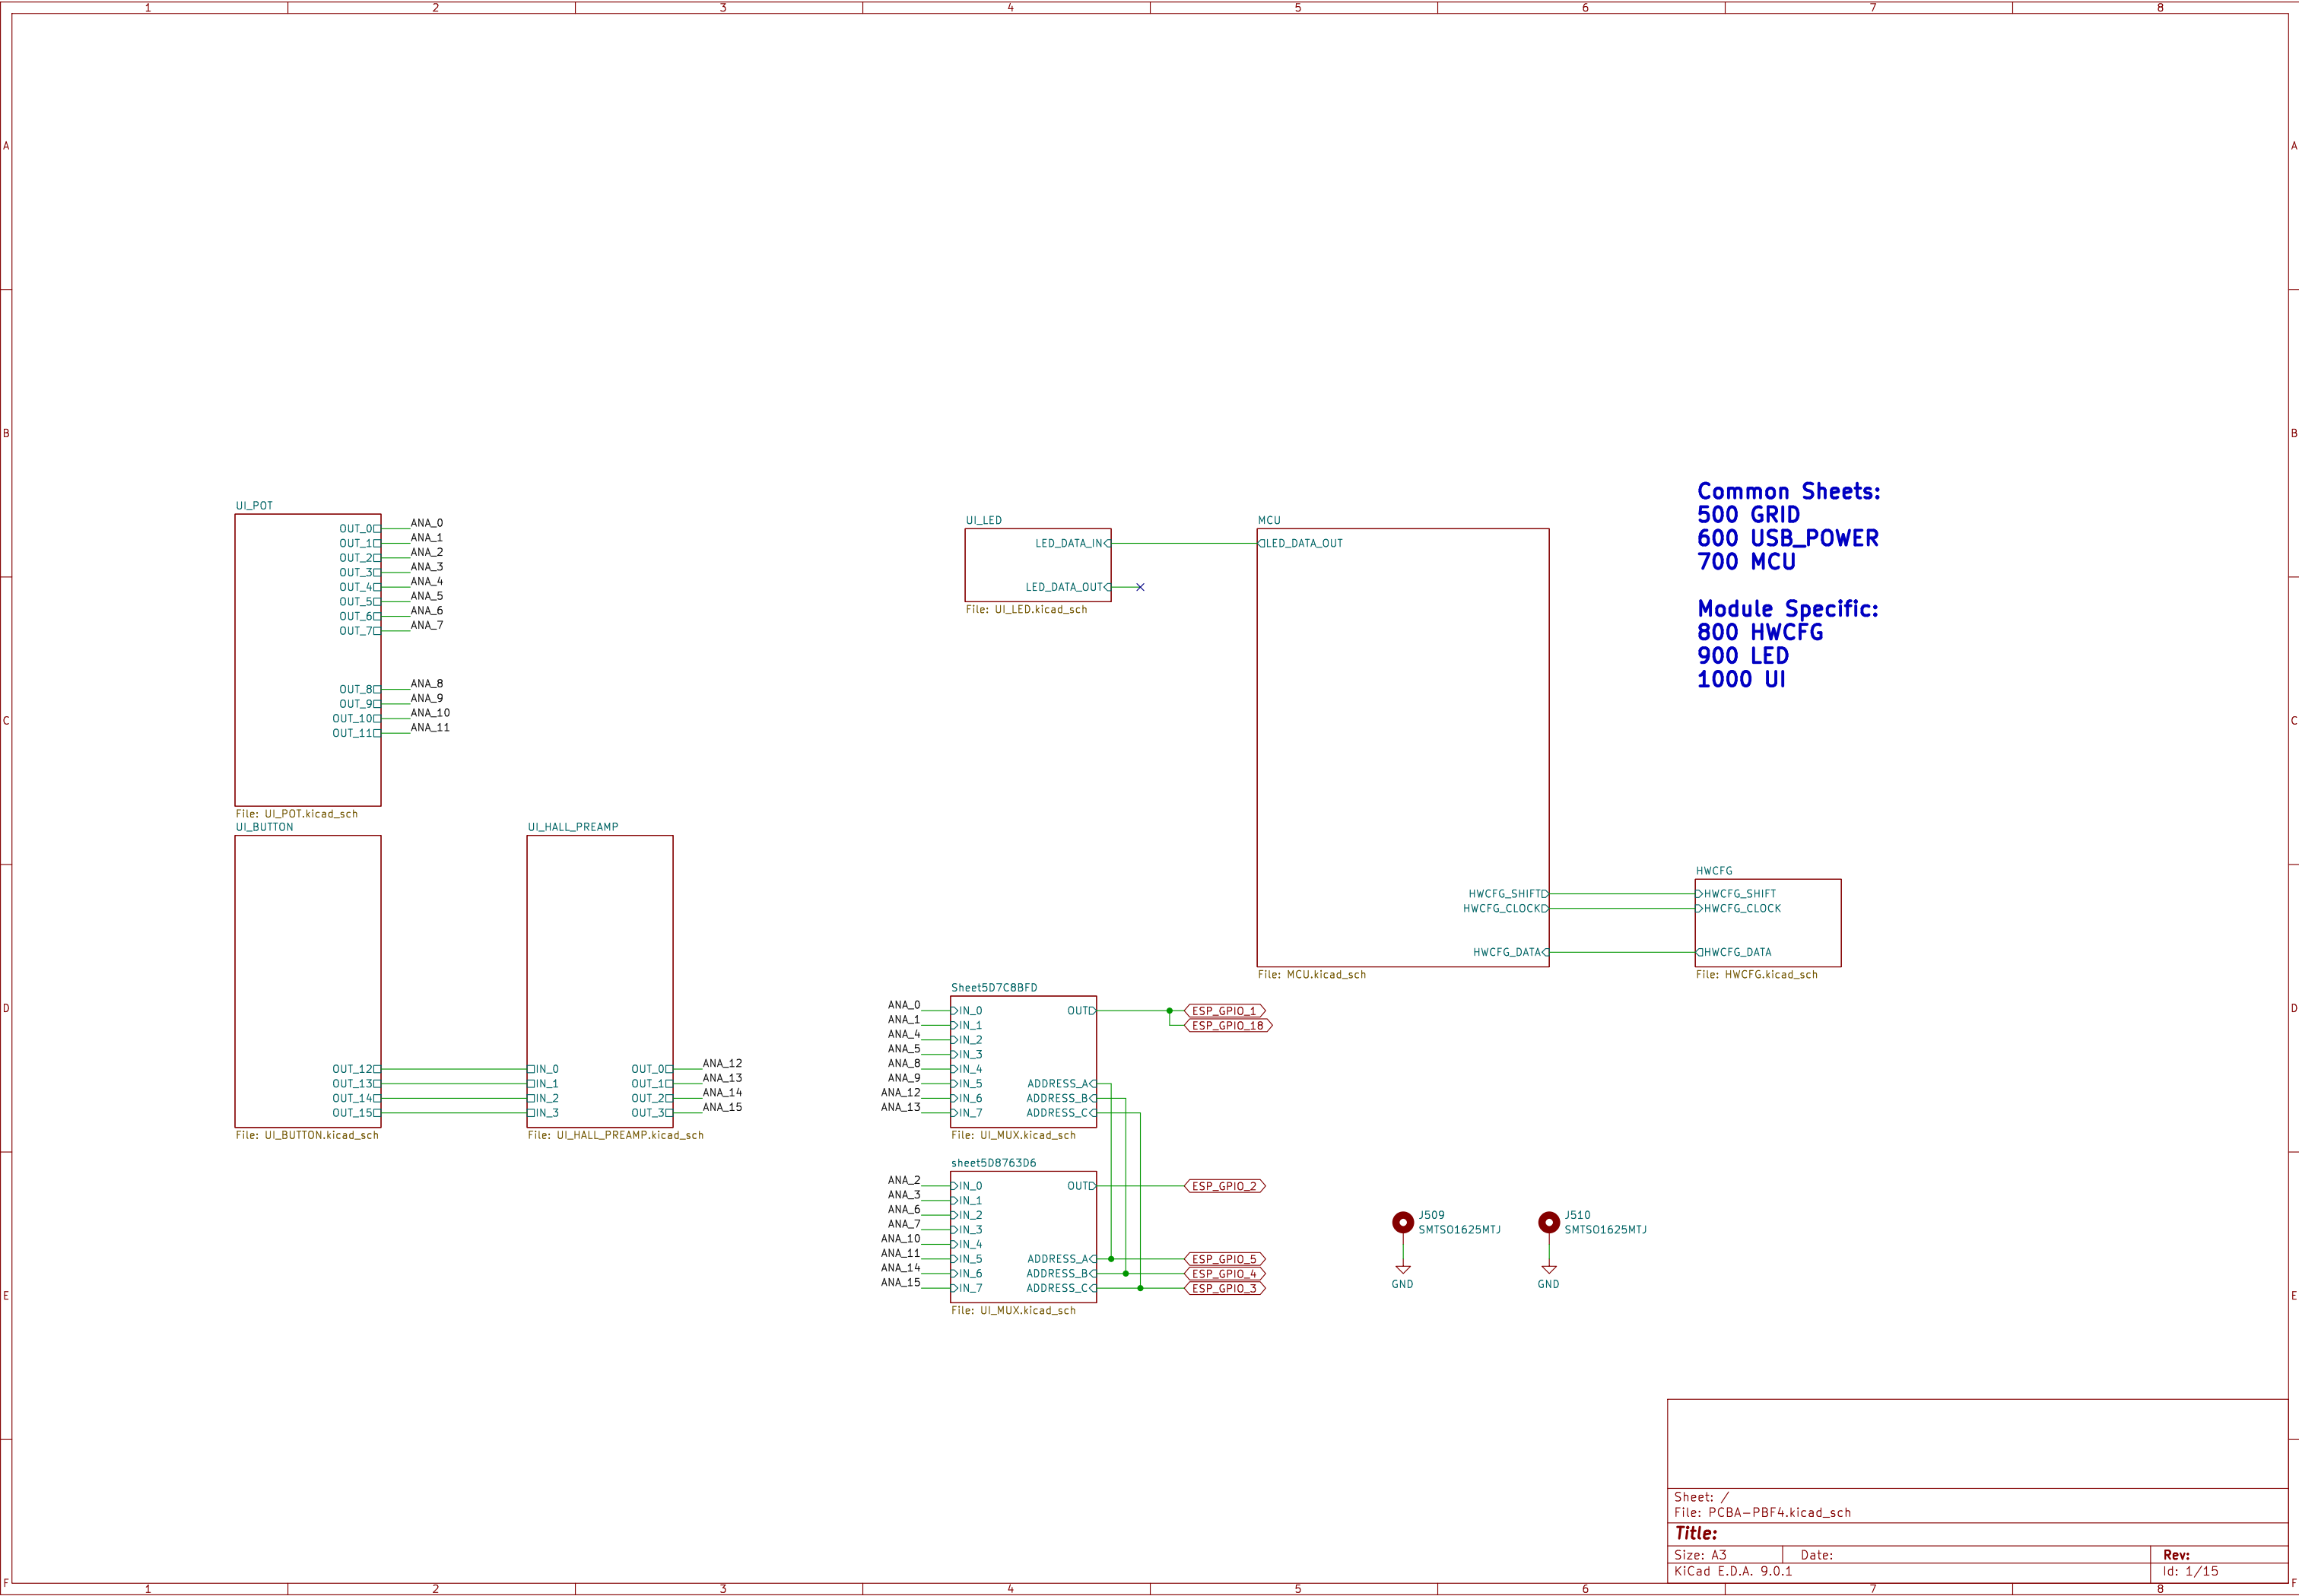 1 2 3 4 5 6 7 8
A A
B B
C C
D D
E E
F F
UI_POT
OUT_0 ANA_0
OUT_1 ANA_1
OUT_2 ANA_2
OUT_3 ANA_3
OUT_4 ANA_4
OUT_5 ANA_5
OUT_6 ANA_6
OUT_7 ANA_7
OUT_8 ANA_8
OUT_9 ANA_9
OUT_10 ANA_10
OUT_11 ANA_11
File: UI_POT.kicad_sch
UI_BUTTON
OUT_12
OUT_13
OUT_14
OUT_15
File: UI_BUTTON.kicad_sch
UI_HALL_PREAMP
IN_0 OUT_0 ANA_12
IN_1 OUT_1 ANA_13
IN_2 OUT_2 ANA_14
IN_3 OUT_3 ANA_15
File: UI_HALL_PREAMP.kicad_sch
UI_LED
LED_DATA_IN
LED_DATA_OUT
File: UI_LED.kicad_sch
MCU
LED_DATA_OUT
HWCFG_SHIFT
HWCFG_CLOCK
HWCFG_DATA
File: MCU.kicad_sch
Common Sheets:
500 GRID
600 USB_POWER
700 MCU
Module Specific:
800 HWCFG
900 LED
1000 UI
HWCFG
HWCFG_SHIFT
HWCFG_CLOCK
HWCFG_DATA
File: HWCFG.kicad_sch
Sheet5D7C8BFD
ANA_0 IN_0 OUT ESP_GPIO_1
ANA_1 IN_1 ESP_GPIO_18
ANA_4 IN_2
ANA_5 IN_3
ANA_8 IN_4
ANA_9 IN_5 ADDRESS_A
ANA_12 IN_6 ADDRESS_B
ANA_13 IN_7 ADDRESS_C
File: UI_MUX.kicad_sch
sheet5D8763D6
ANA_2 IN_0 OUT ESP_GPIO_2
ANA_3 IN_1
ANA_6 IN_2
ANA_7 IN_3
ANA_10 IN_4
ANA_11 IN_5 ADDRESS_A ESP_GPIO_5
ANA_14 IN_6 ADDRESS_B ESP_GPIO_4
ANA_15 IN_7 ADDRESS_C ESP_GPIO_3
File: UI_MUX.kicad_sch
J509
SMTSO1625MTJ
GND
J510
SMTSO1625MTJ
GND
Sheet: /
File: PCBA-PBF4.kicad_sch
Title:
Size: A3 Date: Rev:
KiCad E.D.A. 9.0.1 Id: 1/15
1 2 3 4 5 6 7 8